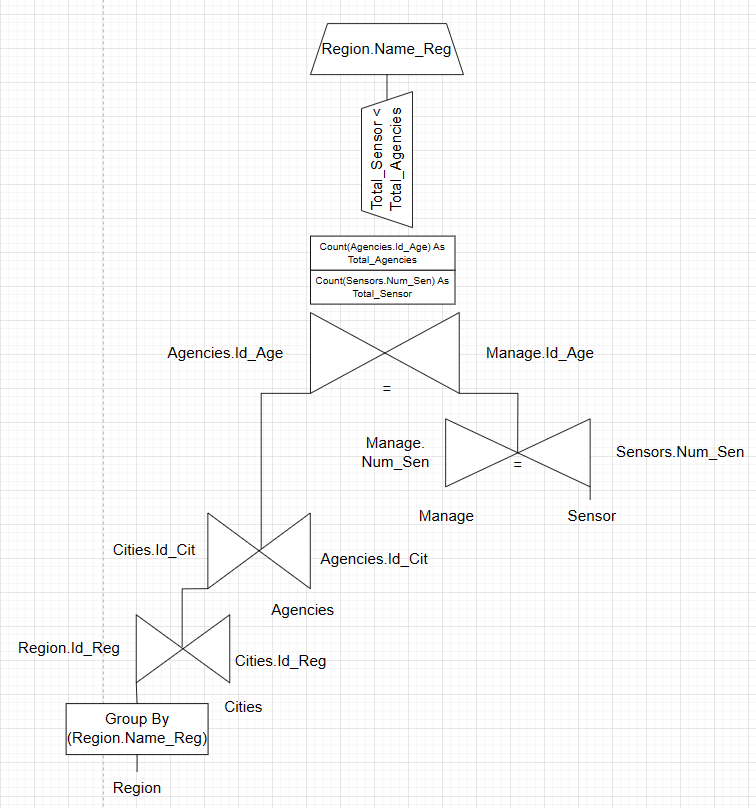 Region.Name_Reg
Total_Sensor <
Total_Agencies
Count(Agencies.Id_Age) As
Total_Agencies
Count(Sensors.Num_Sen) As
Total_Sensor
Agencies.Id_Age
Manage.Id_Age
=
Manage.
Num_Sen
=
Sensors.Num_Sen
Manage
Sensor
Cities.Id_Cit
Agencies.Id_Cit
Agencies
Region.Id_Reg
Cities.Id_Reg
Cities
Group By
(Region.Name_Reg)
Region